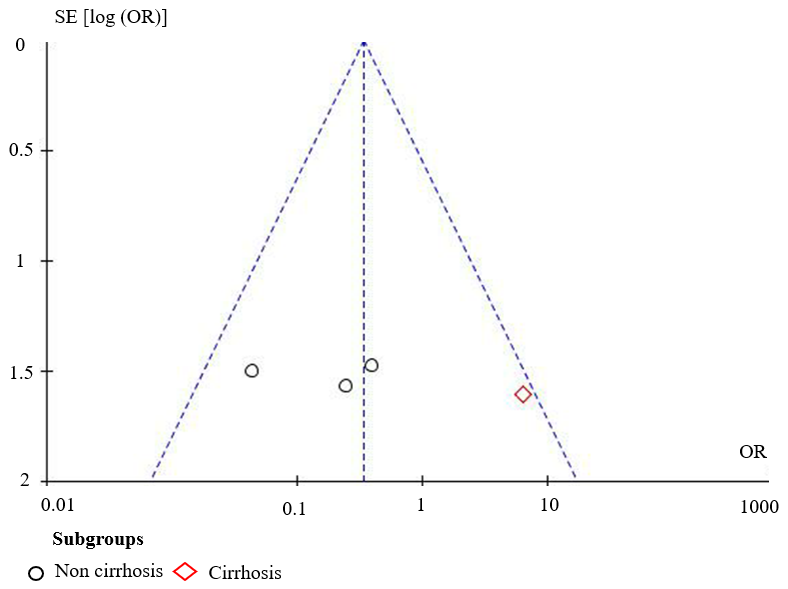 SE [log (OR)]
0
0.5
1
1.5
2
OR
0.01 0.1 1 10 1000
Subgroups
Non cirrhosis Cirrhosis